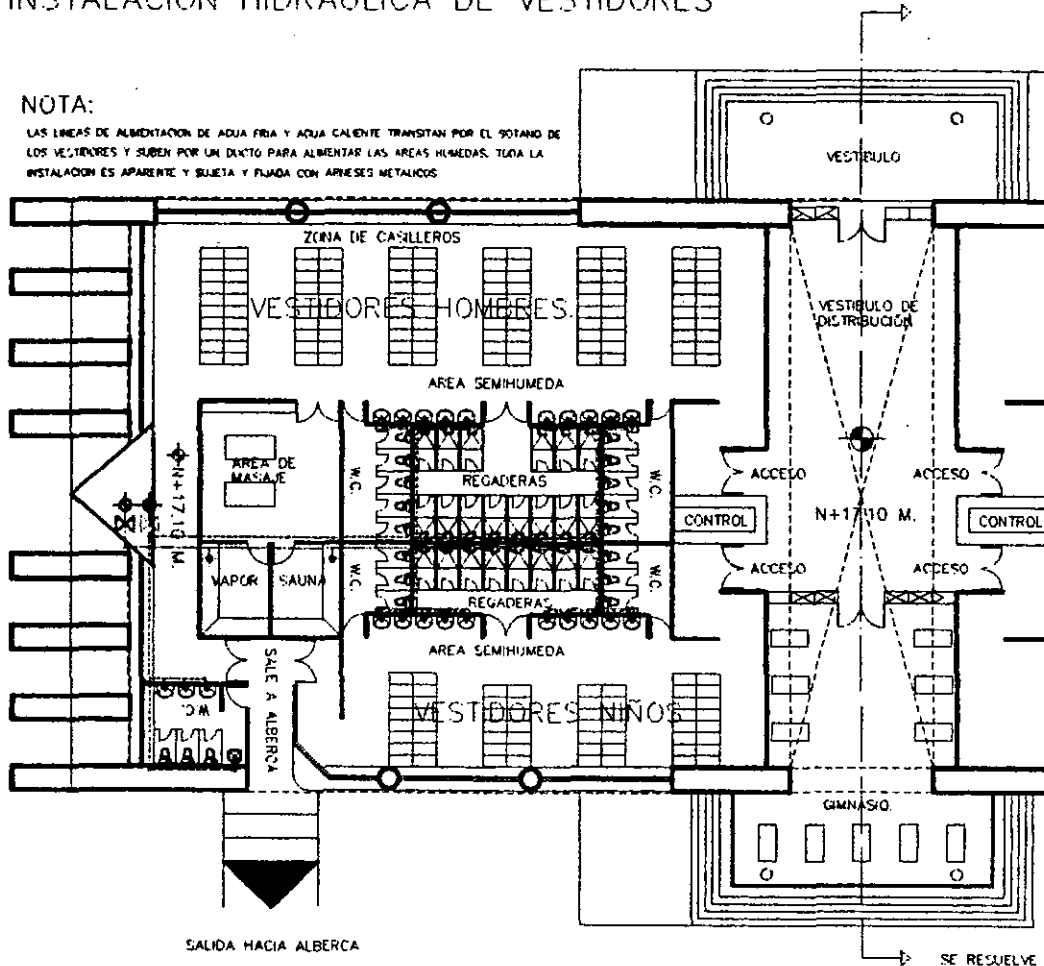 INSTALACION HIDRAULICA DE VESTIDORES
NOTA:
LAS LINEAS DE ALIMENTACION DE AGUA FRIA Y AGUA CALIENTE TRANSITAN POR EL SOTANO DE
LOS VESTIDORES Y SUBEN POR UN DUCTO PARA ALIMENTAR LAS AREAS HUMEDAS. TODA LA
INSTALACION ES APARENTE Y SUJETA Y FIJADA CON ARNESES METALICOS
VESTIBULO
ZONA DE CASILLEROS
VESTIDORES HOMBRES.
VESTIBULO DE
DISTRIBUCIÓN
AREA SEMIHUMEDA
AREA DE
MASAJE
W.C.
REGADERAS
W.C.
ACCESO
ACCESO
N+17.10 M
CONTROL
N+17.10 M.
CONTROL
VAPOR
SAUNA
W.C.
REGADERAS
W.C.
ACCESO
ACCESO
AREA SEMIHUMEDA
SALE A ALBERCA
W.C.
VESTIDORES NIÑOS
GIMNASIO.
SALIDA HACIA ALBERCA
SE RESUELVE